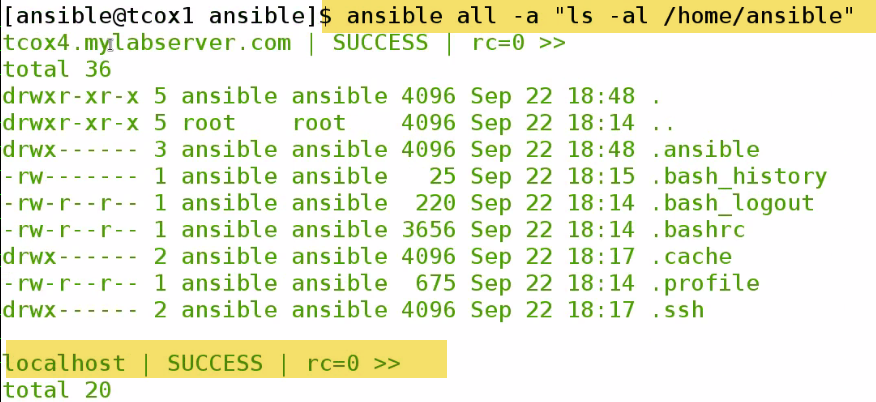 [ansible@tcox1 ansible]$ ansible all -a "ls -al /home/ansible"
tcox4.mylabserver.com | SUCCESS | rc=0 >>
total 36
drwxr-xr-x 5 ansible ansible 4096 Sep 22 18:48 .
drwxr-xr-x 5 root    root    4096 Sep 22 18:14 ..
drwx------ 3 ansible ansible 4096 Sep 22 18:48 .ansible
-rw------- 1 ansible ansible   25 Sep 22 18:15 .bash_history
-rw-r--r-- 1 ansible ansible  220 Sep 22 18:14 .bash_logout
-rw-r--r-- 1 ansible ansible 3656 Sep 22 18:14 .bashrc
drwx------ 2 ansible ansible 4096 Sep 22 18:17 .cache
-rw-r--r-- 1 ansible ansible  675 Sep 22 18:14 .profile
drwx------ 2 ansible ansible 4096 Sep 22 18:17 .ssh
localhost | SUCCESS | rc=0 >>
total 20